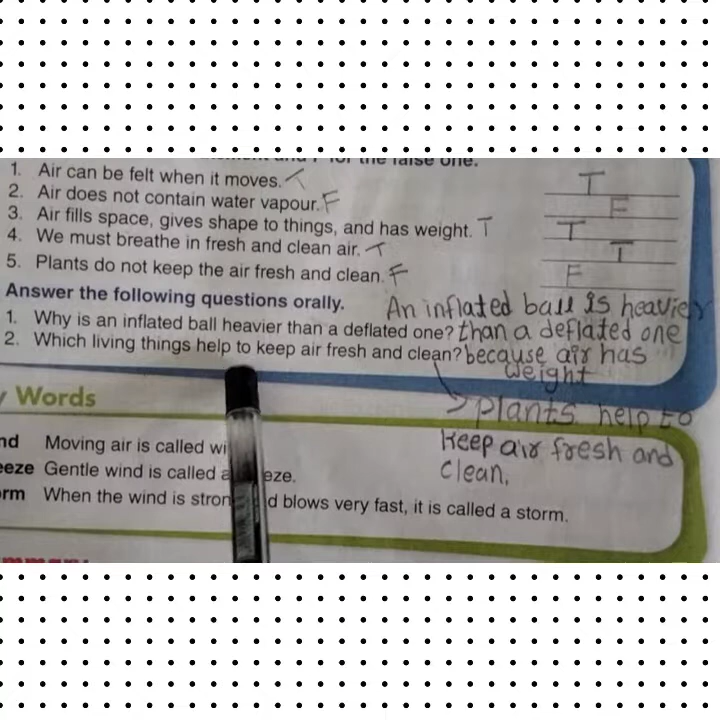 the false one.
1. Air can be felt when it moves. T T
2. Air does not contain water vapour. F F
3. Air fills space, gives shape to things, and has weight. T T
4. We must breathe in fresh and clean air. T T
5. Plants do not keep the air fresh and clean. F F
Answer the following questions orally.
1. Why is an inflated ball heavier than a deflated one?
An inflated ball is heavier
than a deflated one
because air has
weight
2. Which living things help to keep air fresh and clean?
Plants help to
keep air fresh and
clean.
Words
Moving air is called wi
Gentle wind is called a eeze.
When the wind is stron d blows very fast, it is called a storm.